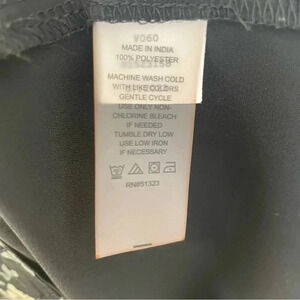 V060
MADE IN INDIA
100% POLYESTER
MACHINE WASH COLD
WITH LIKE COLORS
GENTLE CYCLE
USE ONLY NON-
CHLORINE BLEACH
IF NEEDED
TUMBLE DRY LOW
USE LOW IRON
IF NECESSARY
RN#51323